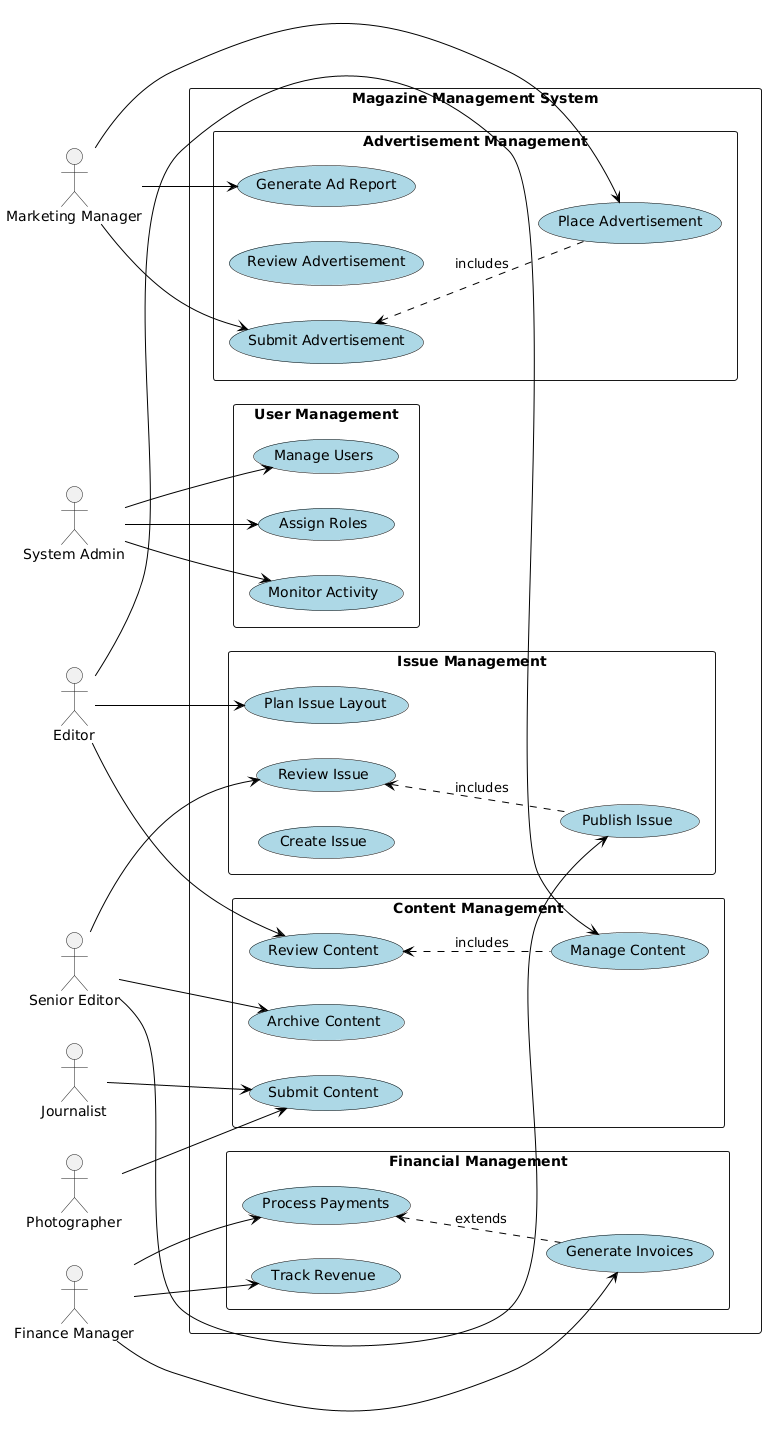 Magazine Management System
Advertisement Management
Marketing Manager
Generate Ad Report
Place Advertisement
Review Advertisement
includes
Submit Advertisement
User Management
Manage Users
System Admin
Assign Roles
Monitor Activity
Issue Management
Editor
Plan Issue Layout
Review Issue
includes
Publish Issue
Create Issue
Content Management
Senior Editor
Review Content
includes
Manage Content
Archive Content
Journalist
Submit Content
Photographer
Financial Management
Process Payments
extends
Generate Invoices
Track Revenue
Finance Manager